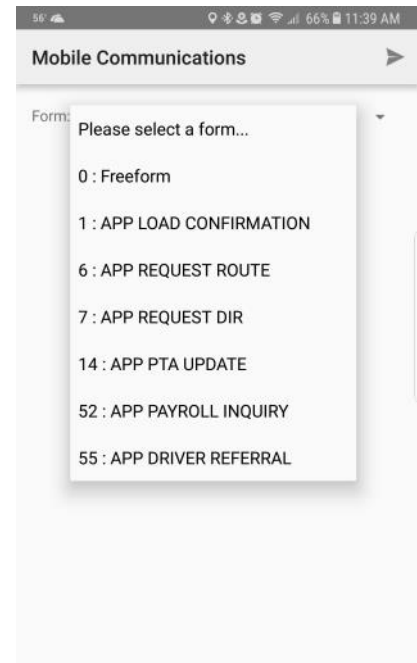 56° 66% 11:39 AM
Mobile Communications
Form:
Please select a form...
0 : Freeform
1 : APP LOAD CONFIRMATION
6 : APP REQUEST ROUTE
7 : APP REQUEST DIR
14 : APP PTA UPDATE
52 : APP PAYROLL INQUIRY
55 : APP DRIVER REFERRAL